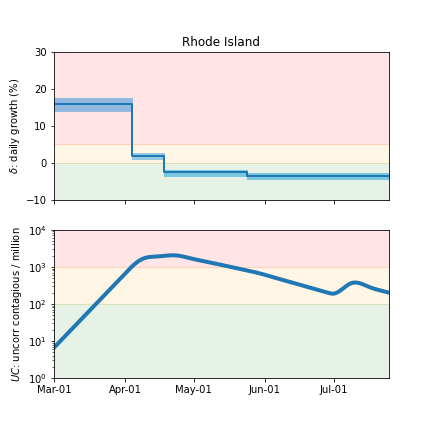 Rhode Island
δ: daily growth (%)
30
20
10
0
−10
UC: uncorr contagious / million
10⁴
10³
10²
10¹
10⁰
Mar-01 Apr-01 May-01 Jun-01 Jul-01